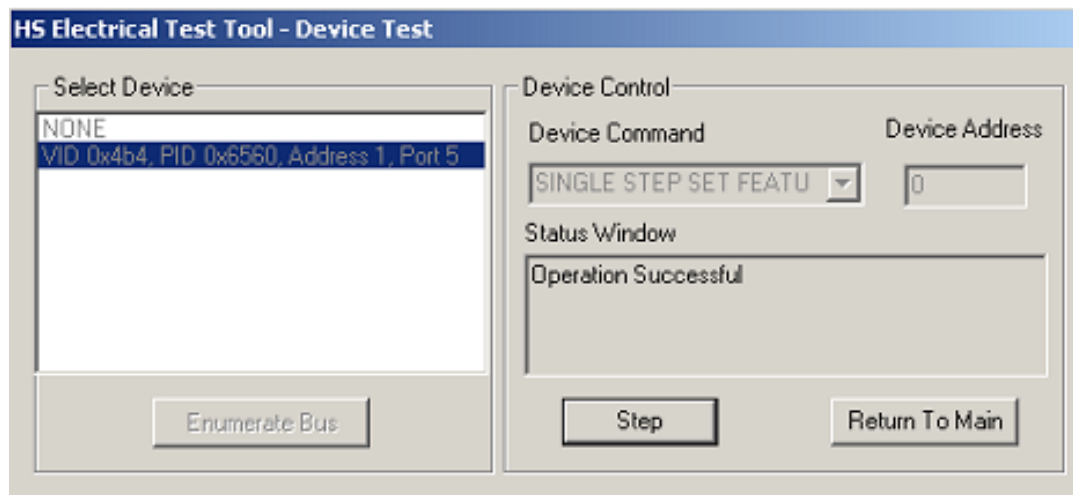 HS Electrical Test Tool - Device Test
Select Device
NONE
VID 0x4b4, PID 0x6560, Address 1, Port 5
Enumerate Bus
Device Control
Device Command
Device Address
SINGLE STEP SET FEATU
0
Status Window
Operation Successful
Step
Return To Main